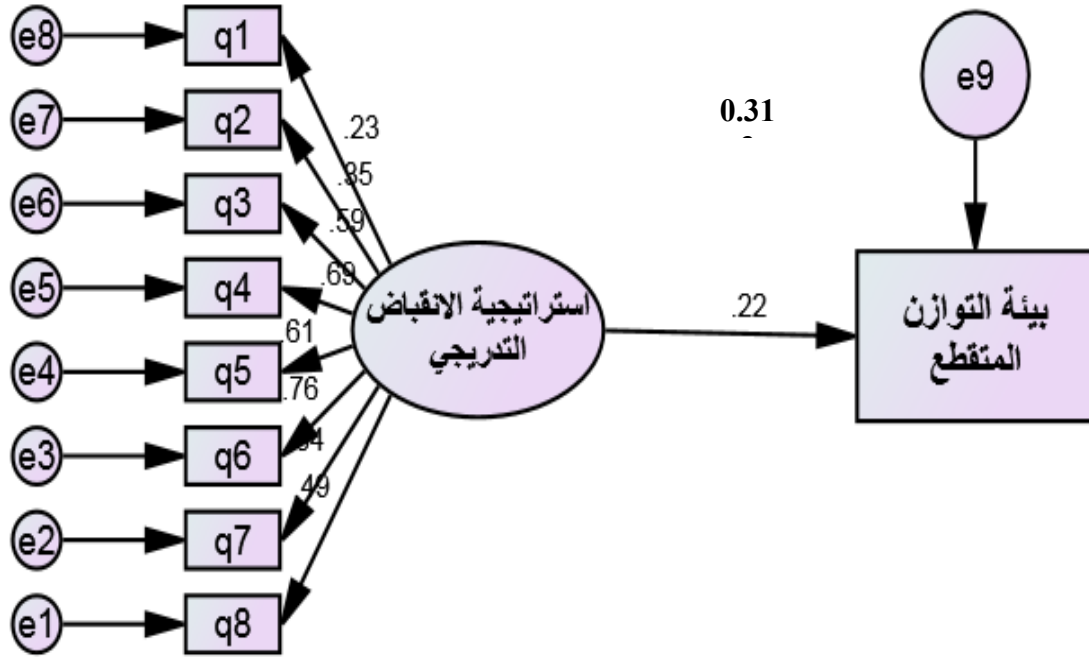 e8
q1
e7
q2
e6
q3
e5
q4
e4
q5
e3
q6
e2
q7
e1
q8
.23
.59
.69
.61
.76
.49
استراتيجية الانقباض
التدريجي
.22
0.31
e9
بيئة التوازن
المتقطع